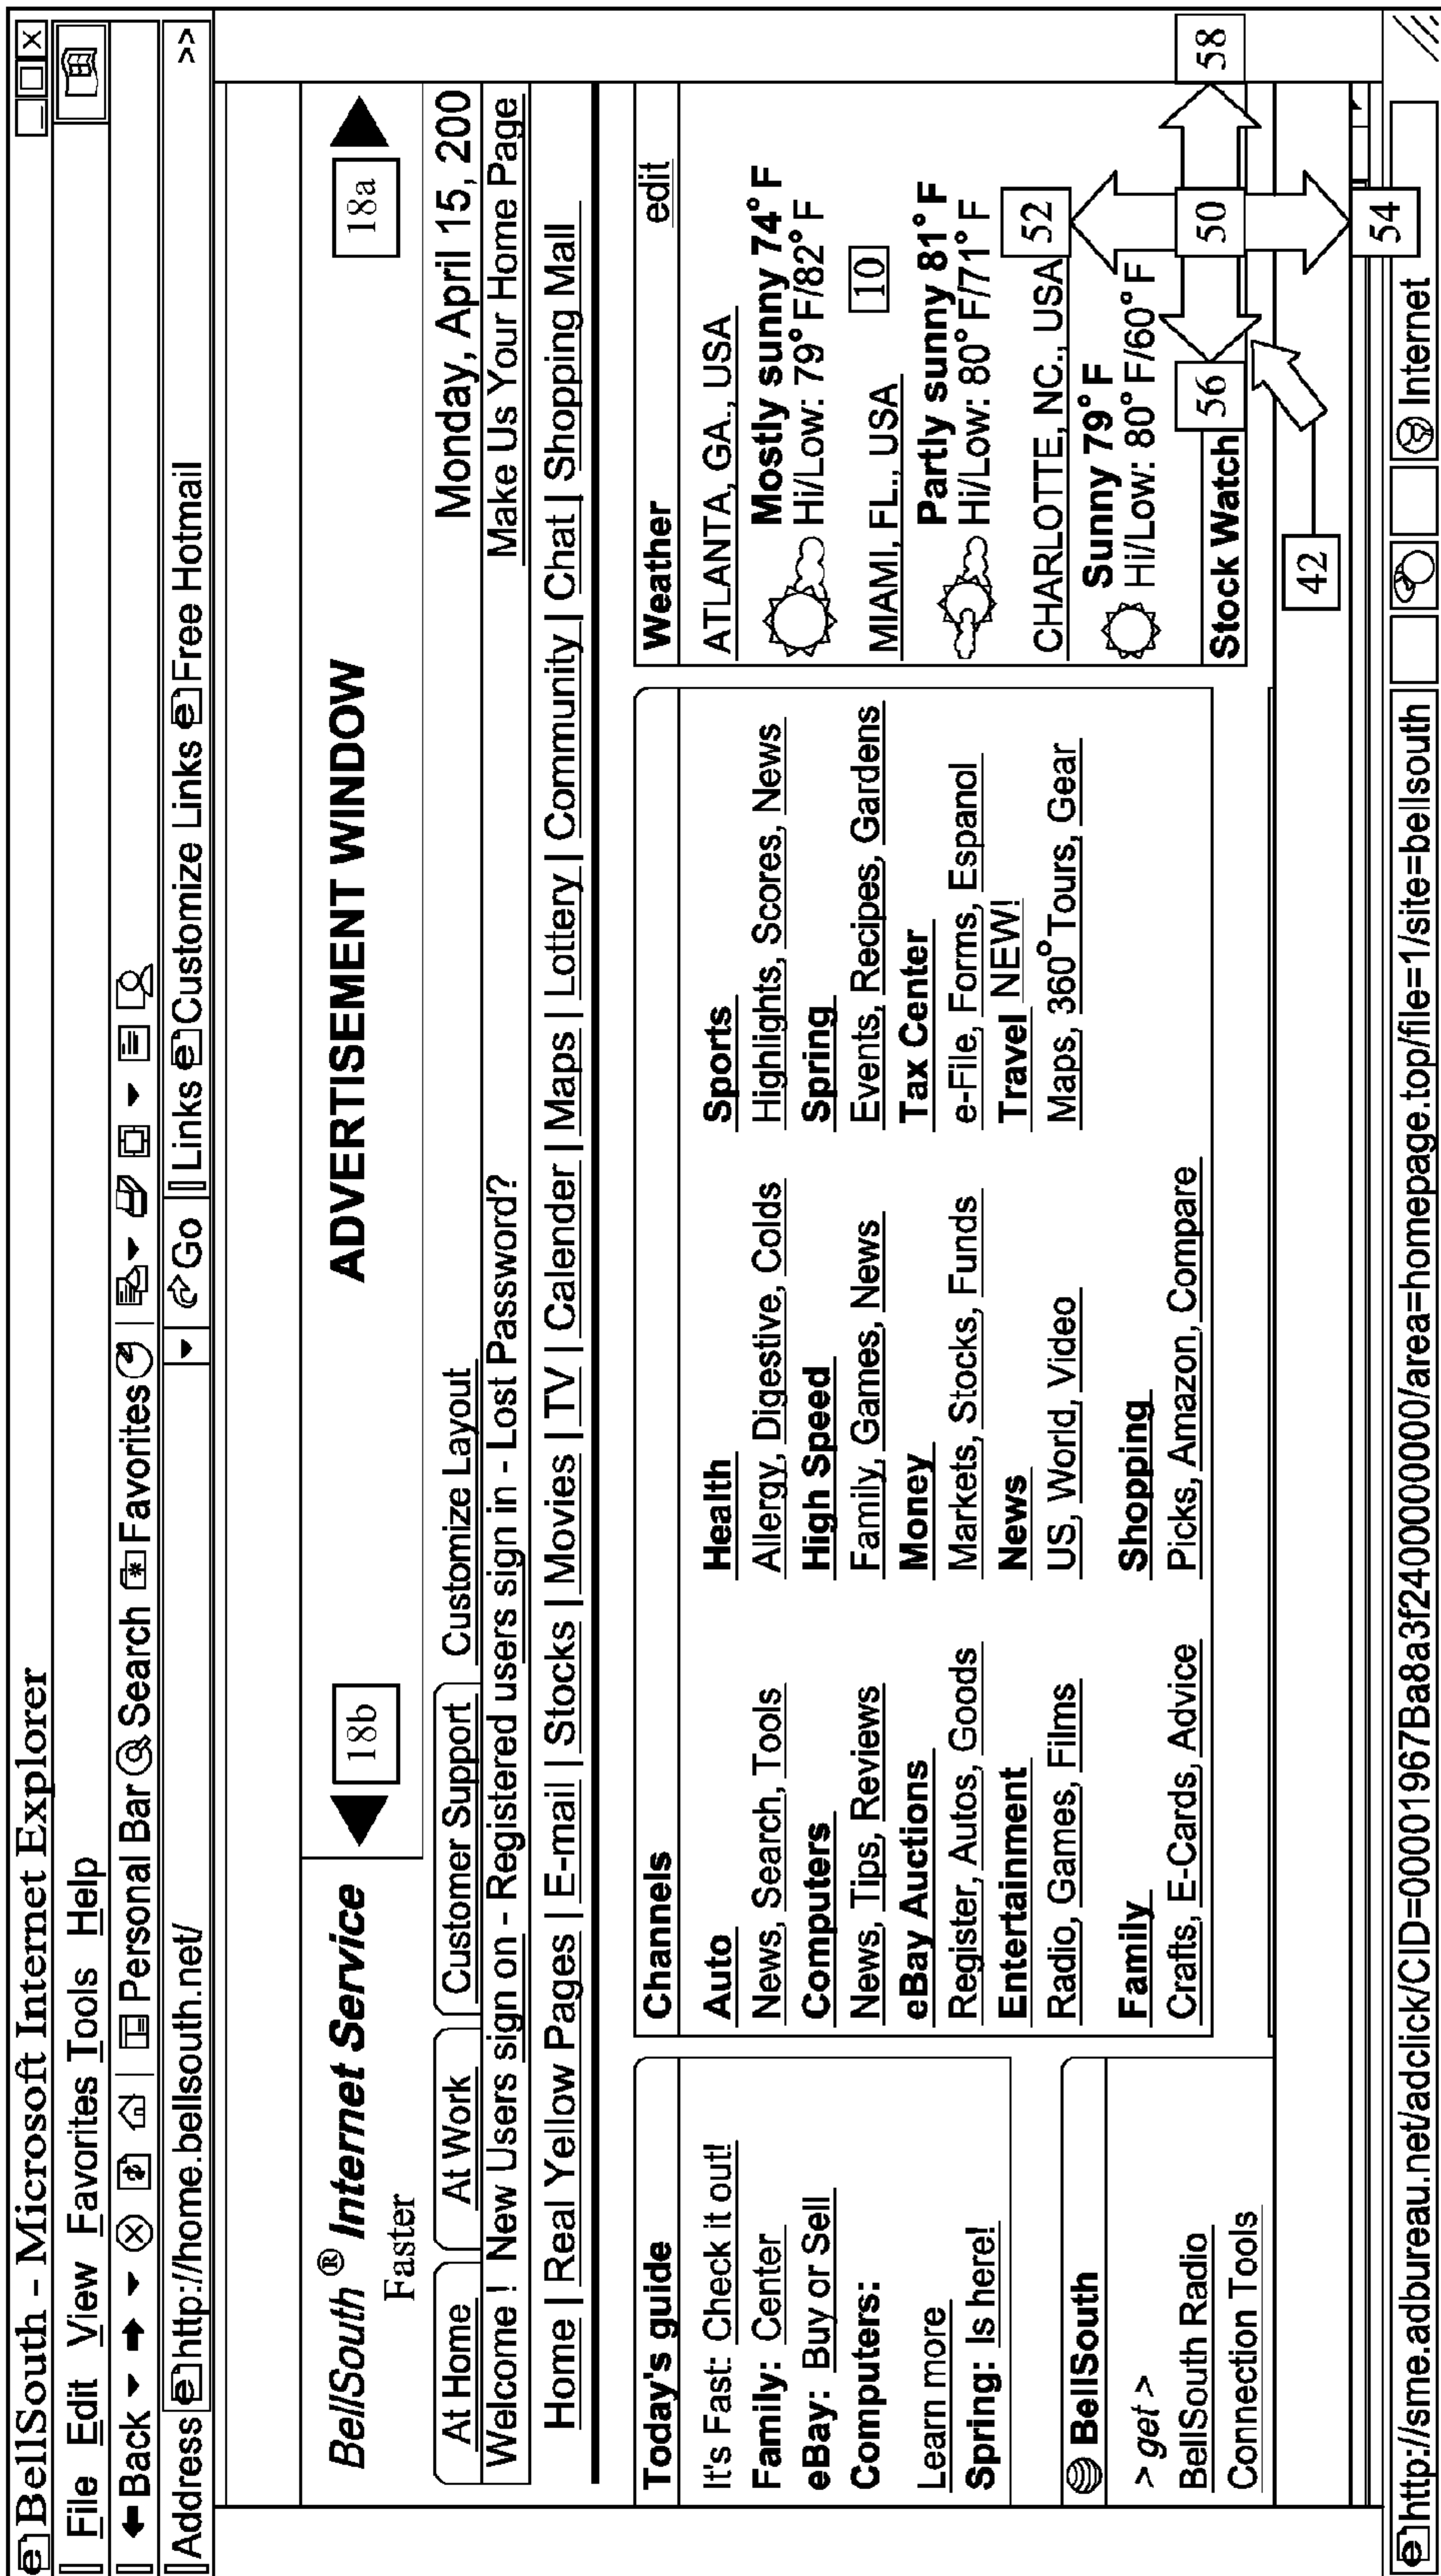 BellSouth - Microsoft Internet Explorer
File Edit View Favorites Tools Help
Back Personal Bar Search Favorites
Address http://home.bellsouth.net/ Go Links Customize Links Free Hotmail >>
BellSouth ® Internet Service
Faster
18b ADVERTISEMENT WINDOW 18a
At Home At Work Customer Support Customize Layout Monday, April 15, 200
Welcome ! New Users sign on - Registered users sign in - Lost Password? Make Us Your Home Page
Home | Real Yellow Pages | E-mail | Stocks | Movies | TV | Calender | Maps | Lottery | Community | Chat | Shopping Mall
Today's guide
It's Fast: Check it out!
Family: Center
eBay: Buy or Sell
Computers:
Learn more
Spring: Is here!
BellSouth
> get >
BellSouth Radio
Connection Tools
Channels
Auto
News, Search, Tools
Computers
News, Tips, Reviews
eBay Auctions
Register, Autos, Goods
Entertainment
Radio, Games, Films
Family
Crafts, E-Cards, Advice
Health
Allergy, Digestive, Colds
High Speed
Family, Games, News
Money
Markets, Stocks, Funds
News
US, World, Video
Shopping
Picks, Amazon, Compare
Sports
Highlights, Scores, News
Spring
Events, Recipes, Gardens
Tax Center
e-File, Forms, Espanol
Travel NEW!
Maps, 360° Tours, Gear
Weather edit
ATLANTA, GA., USA
Mostly sunny 74° F
Hi/Low: 79° F/82° F
MIAMI, FL., USA 10
Partly sunny 81° F
Hi/Low: 80° F/71° F
CHARLOTTE, NC., USA 52
Sunny 79° F
Hi/Low: 80° F/60° F
Stock Watch 56 50 58
42
54
http://sme.adbureau.net/adclick/CID=00001967Ba8a3f2400000000/area=homepage.top/file=1/site=bellsouth Internet